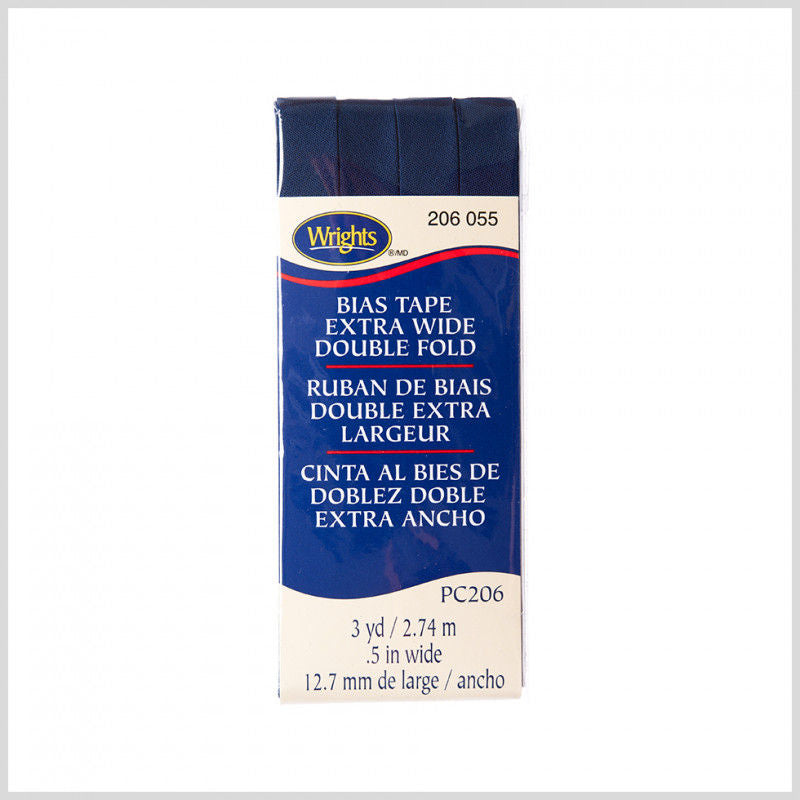 206 055
Wrights
®/MD
BIAS TAPE
EXTRA WIDE
DOUBLE FOLD
RUBAN DE BIAIS
DOUBLE EXTRA
LARGEUR
CINTA AL BIES DE
DOBLEZ DOBLE
EXTRA ANCHO
PC206
3 yd / 2.74 m
.5 in wide
12.7 mm de large / ancho